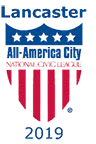 Lancaster
All-America City
NATIONAL CIVIC LEAGUE
®
2019